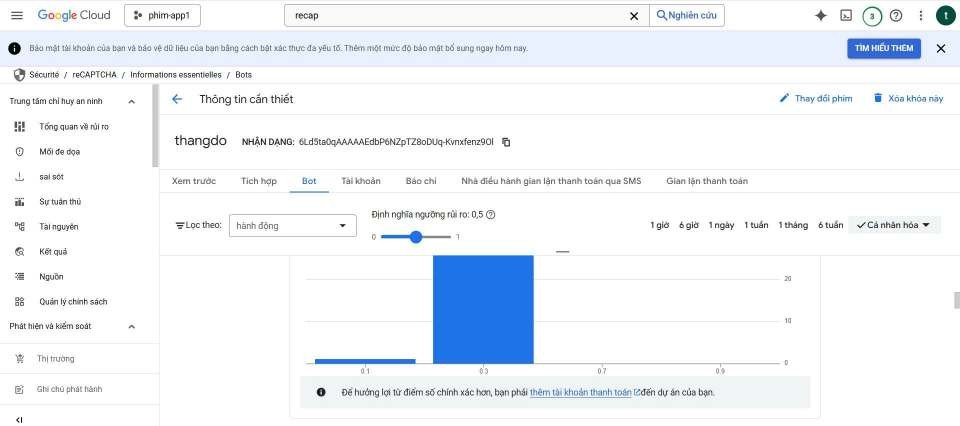 Google Cloud
phim-app1
recap
Nghiên cứu
3
t
Bảo mật tài khoản của bạn và bảo vệ dữ liệu của bạn bằng cách bật xác thực đa yếu tố. Thêm một mức độ bảo mật bổ sung ngay hôm nay.
TÌM HIỂU THÊM
Sécurité / reCAPTCHA / Informations essentielles / Bots
Trung tâm chỉ huy an ninh
Tổng quan về rủi ro
Mối đe dọa
sai sót
Sự tuân thủ
Tài nguyên
Kết quả
Nguồn
Quản lý chính sách
Phát hiện và kiểm soát
Thị trường
Ghi chú phát hành
Thông tin cần thiết
Thay đổi phím
Xóa khóa này
thangdo
NHẬN DẠNG: 6Ld5ta0qAAAAAEdbP6NZpTZ8oDUq-Kvnxfenz9Ol
Xem trước
Tích hợp
Bot
Tài khoản
Báo chí
Nhà điều hành gian lận thanh toán qua SMS
Gian lận thanh toán
Lọc theo:
hành động
Định nghĩa ngưỡng rủi ro: 0,5
0
1
1 giờ
6 giờ
1 ngày
1 tuần
1 tháng
6 tuần
Cá nhân hóa
20
10
0
0.1
0.3
0.7
0.9
Để hưởng lợi từ điểm số chính xác hơn, bạn phải thêm tài khoản thanh toán đến dự án của bạn.